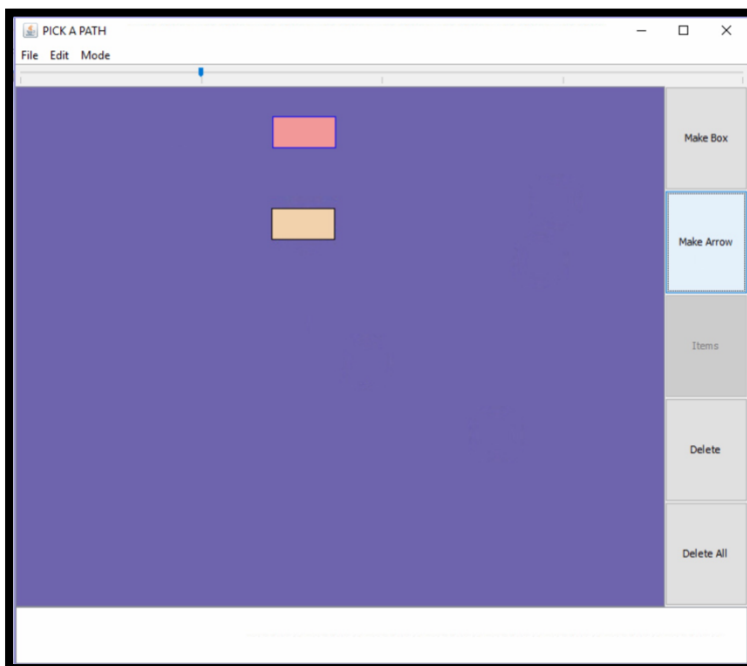 PICK A PATH
File Edit Mode
Make Box
Make Arrow
Items
Delete
Delete All